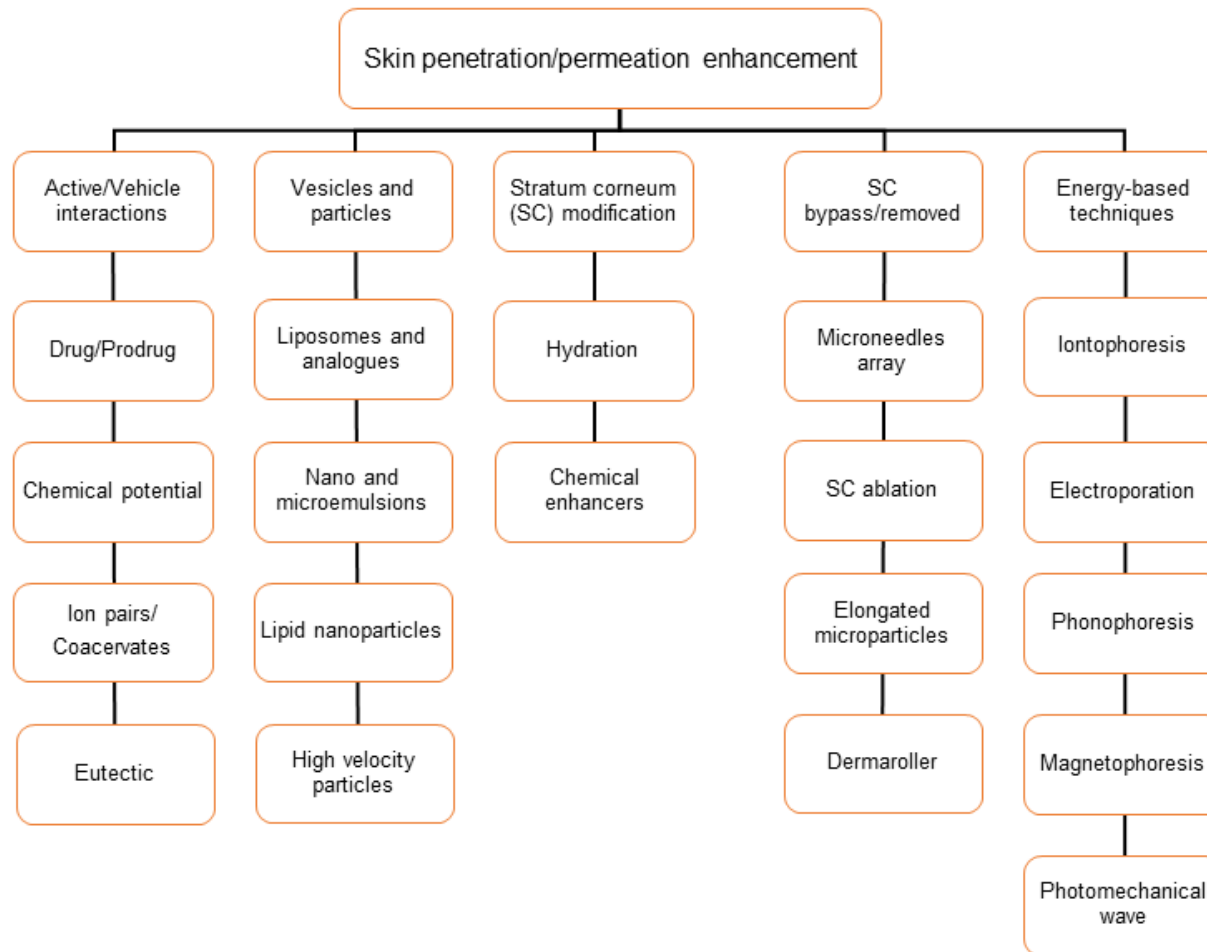 Skin penetration/permeation enhancement
Active/Vehicle
interactions
Drug/Prodrug
Chemical potential
Ion pairs/
Coacervates
Eutectic
Vesicles and
particles
Liposomes and
analogues
Nano and
microemulsions
Lipid nanoparticles
High velocity
particles
Stratum corneum
(SC) modification
Hydration
Chemical
enhancers
SC
bypass/removed
Microneedles
array
SC ablation
Elongated
microparticles
Dermaroller
Energy-based
techniques
Iontophoresis
Electroporation
Phonophoresis
Magnetophoresis
Photomechanical
wave